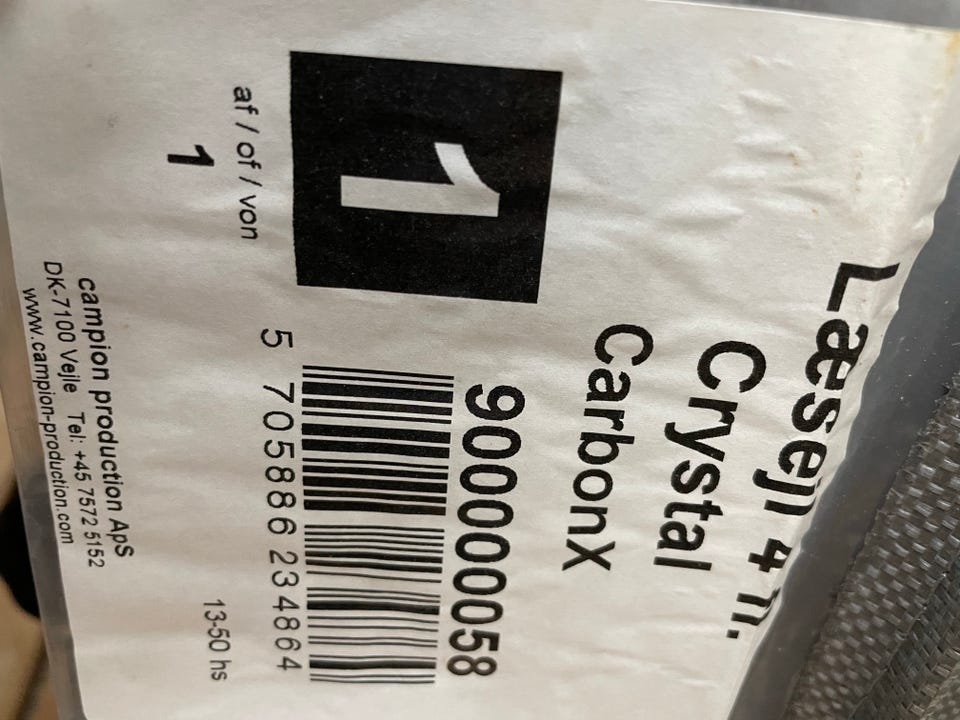 Læsejl 4
Crystal
CarbonX
1
af / of / von
1
900000058
5 705886 234864
13-50 hs
campion production ApS
DK-7100 Vejle Tel: +45 7572 5152
www.campion-production.com